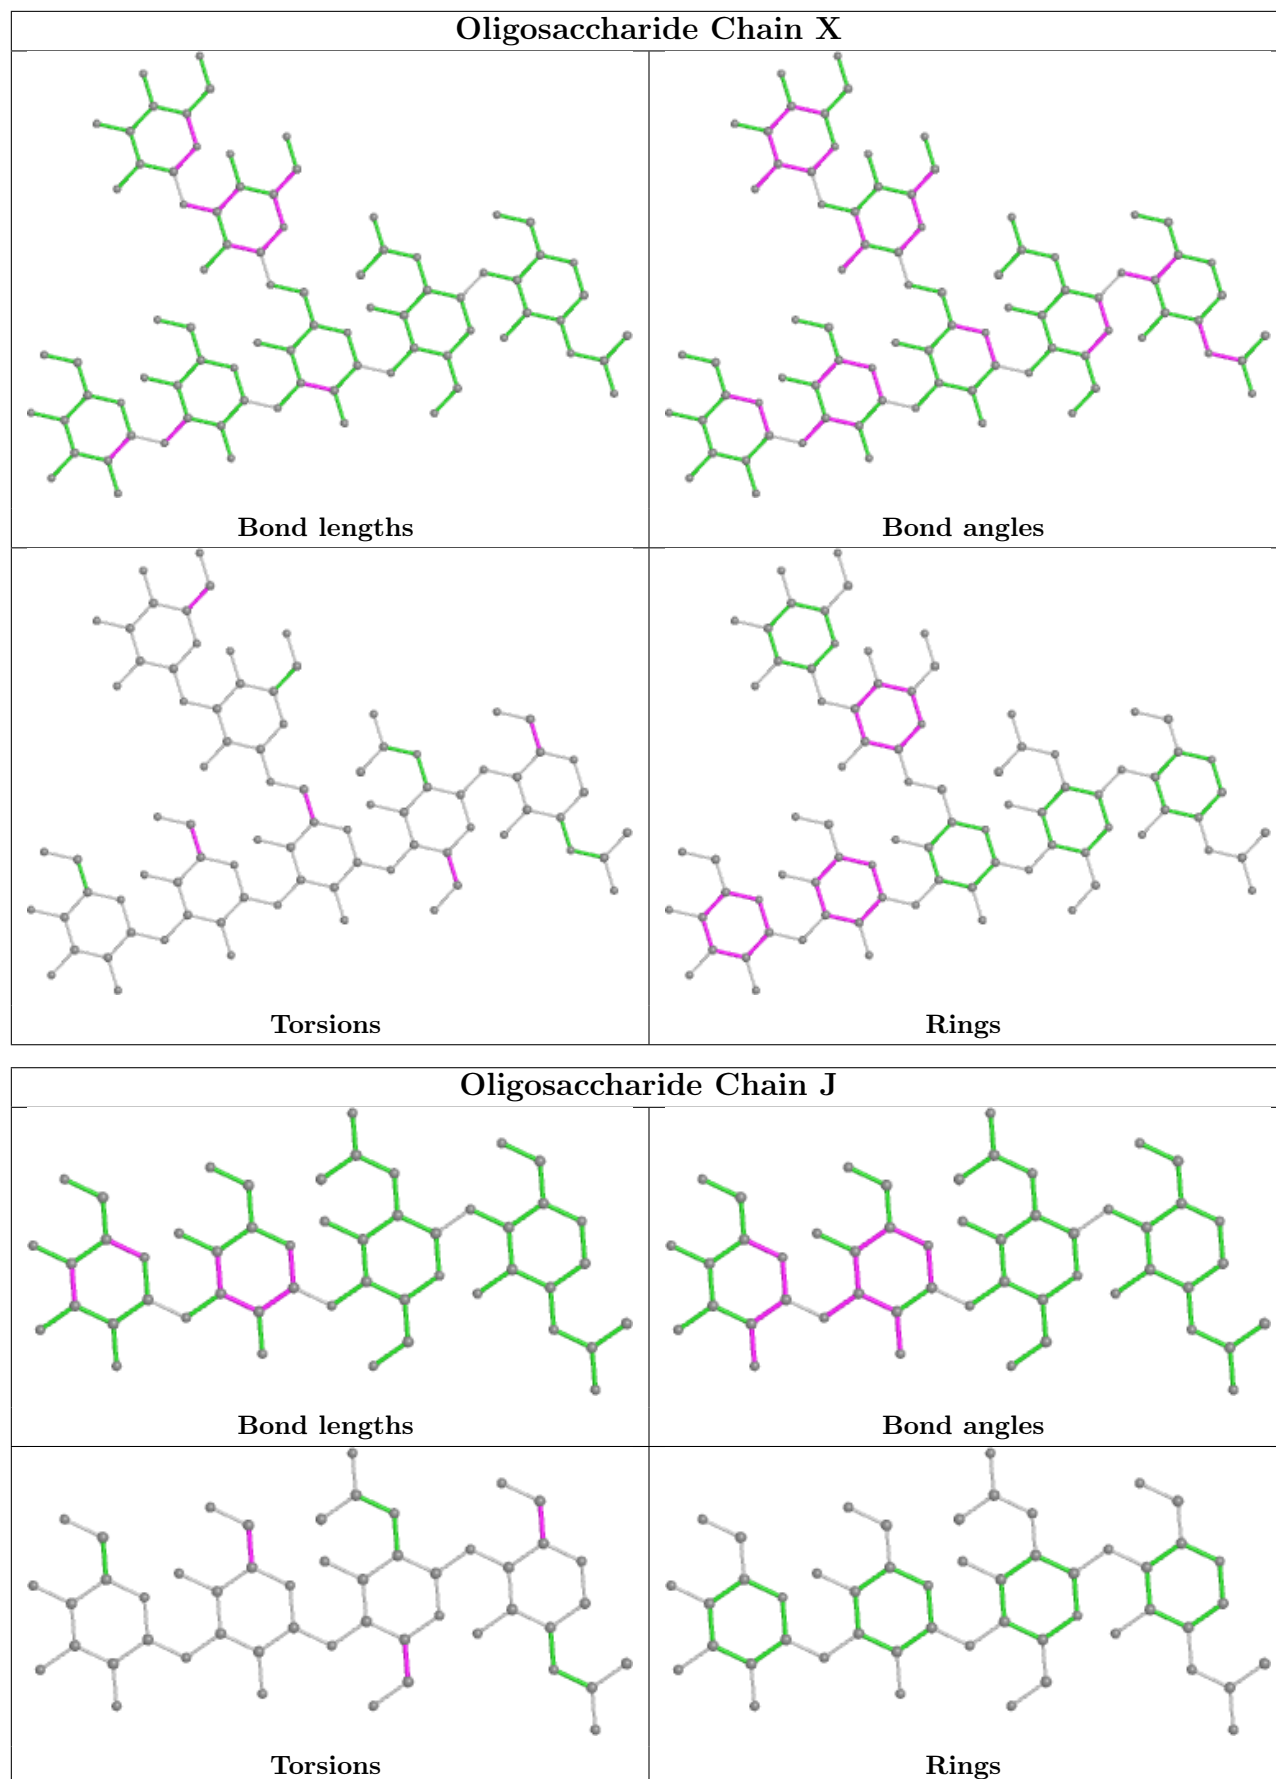 Oligosaccharide Chain X
Bond lengths
Bond angles
Torsions
Rings
Oligosaccharide Chain J
Bond lengths
Bond angles
Torsions
Rings